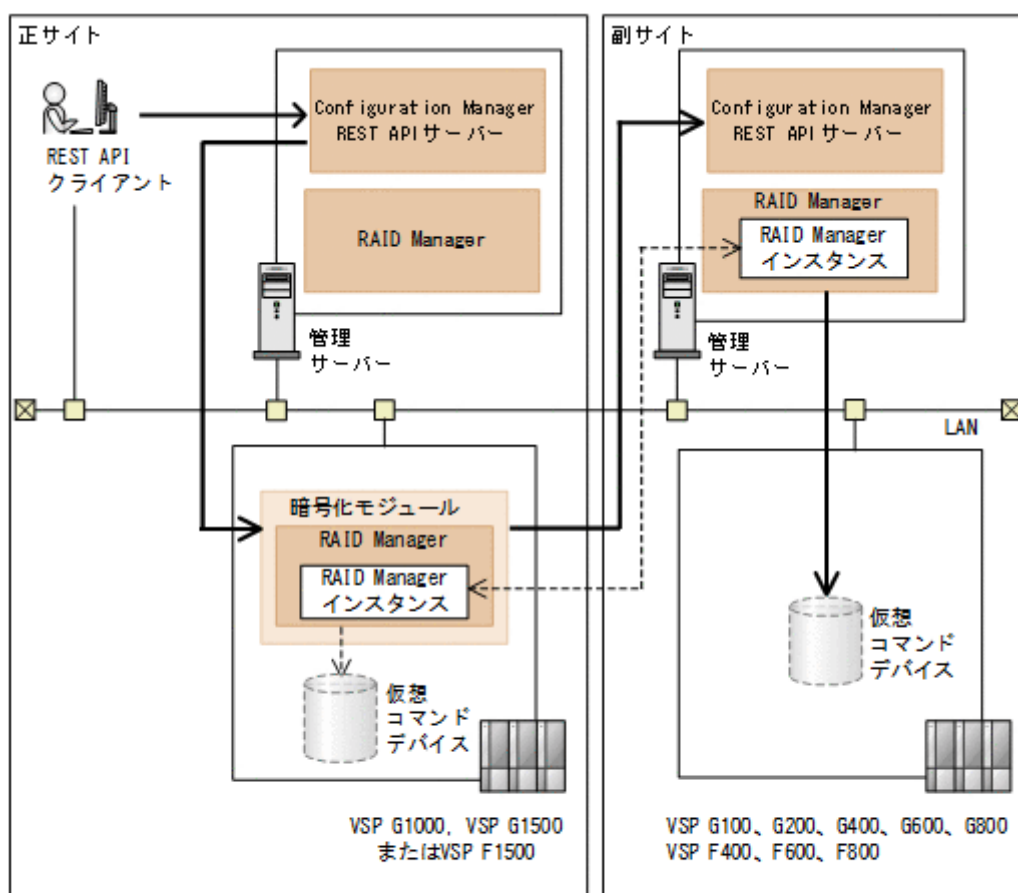 正サイト
REST API
クライアント
Configuration Manager
REST APIサーバー
RAID Manager
管理
サーバー
副サイト
Configuration Manager
REST APIサーバー
RAID Manager
RAID Manager
インスタンス
管理
サーバー
LAN
暗号化モジュール
RAID Manager
RAID Manager
インスタンス
仮想
コマンド
デバイス
VSP G1000, VSP G1500
またはVSP F1500
仮想
コマンド
デバイス
VSP G100、G200、G400、G600、G800
VSP F400、F600、F800